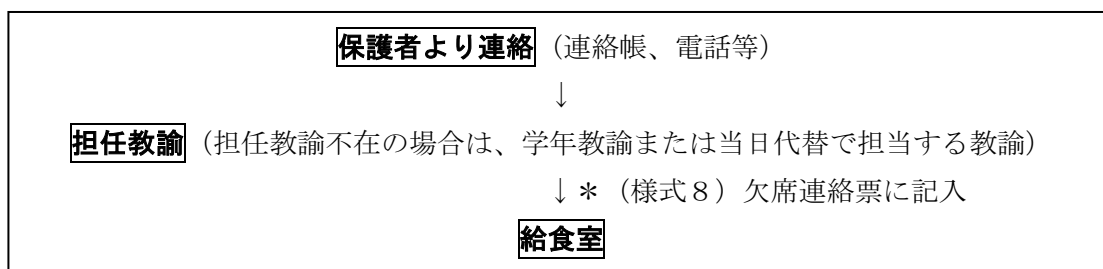 保護者より連絡（連絡帳、電話等）
↓
担任教諭（担任教諭不在の場合は、学年教諭または当日代替で担当する教諭）
↓＊（様式８）欠席連絡票に記入
給食室